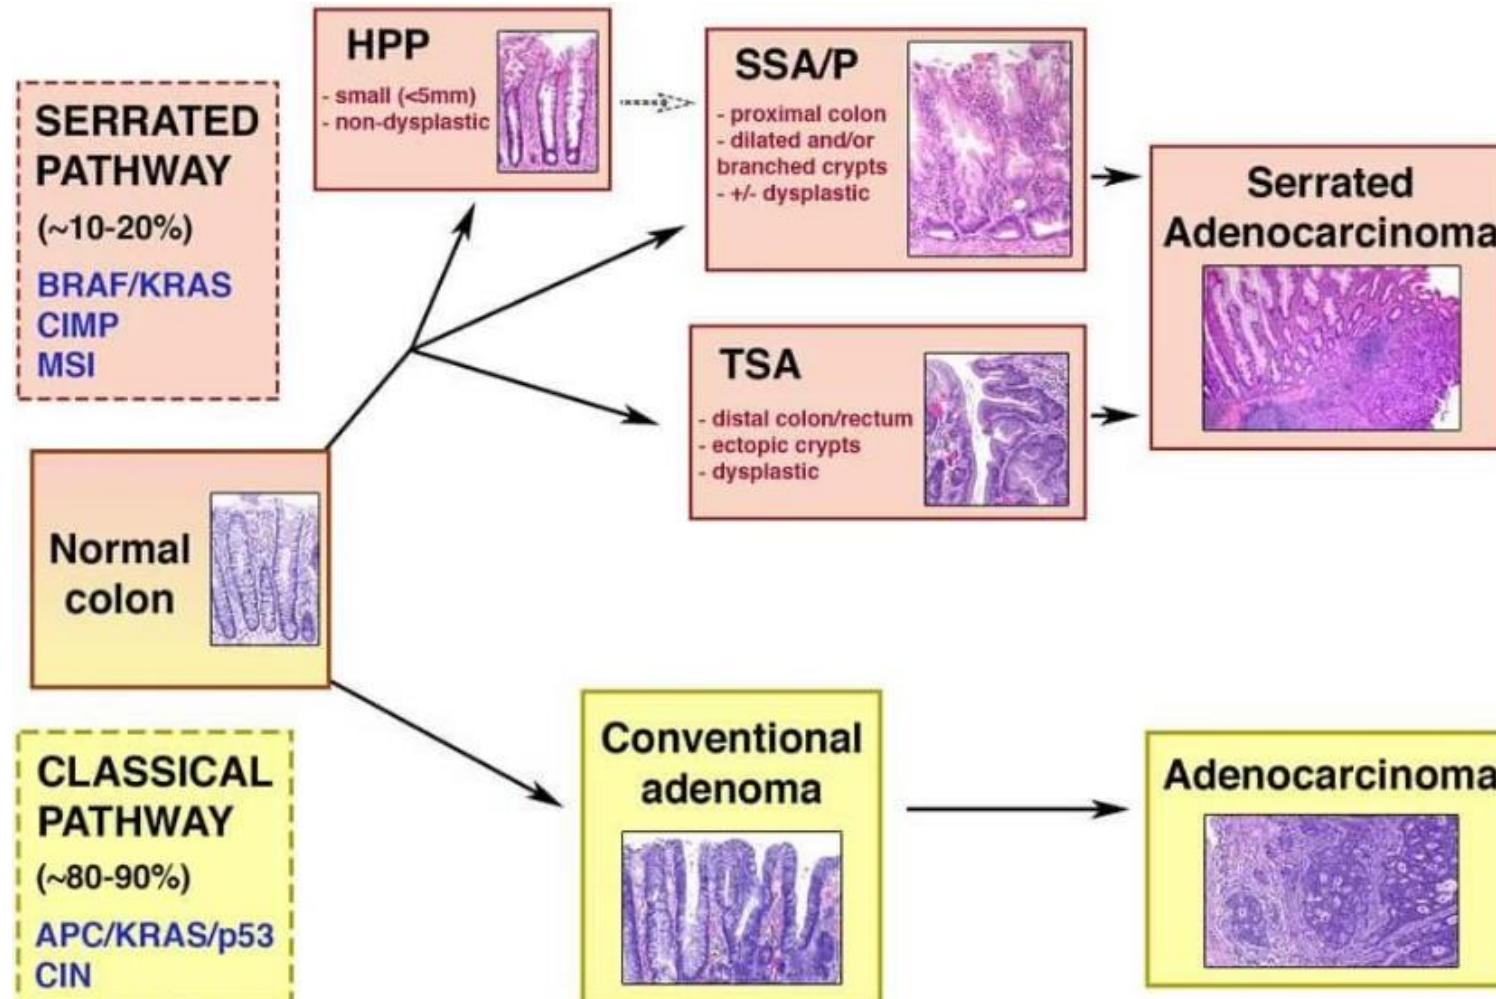 SERRATED
PATHWAY
(~10-20%)
BRAF/KRAS
CIMP
MSI
HPP
- small (<5mm)
- non-dysplastic
SSA/P
- proximal colon
- dilated and/or
branched crypts
- +/- dysplastic
TSA
- distal colon/rectum
- ectopic crypts
- dysplastic
Serrated
Adenocarcinoma
Normal
colon
CLASSICAL
PATHWAY
(~80-90%)
APC/KRAS/p53
CIN
Conventional
adenoma
Adenocarcinoma